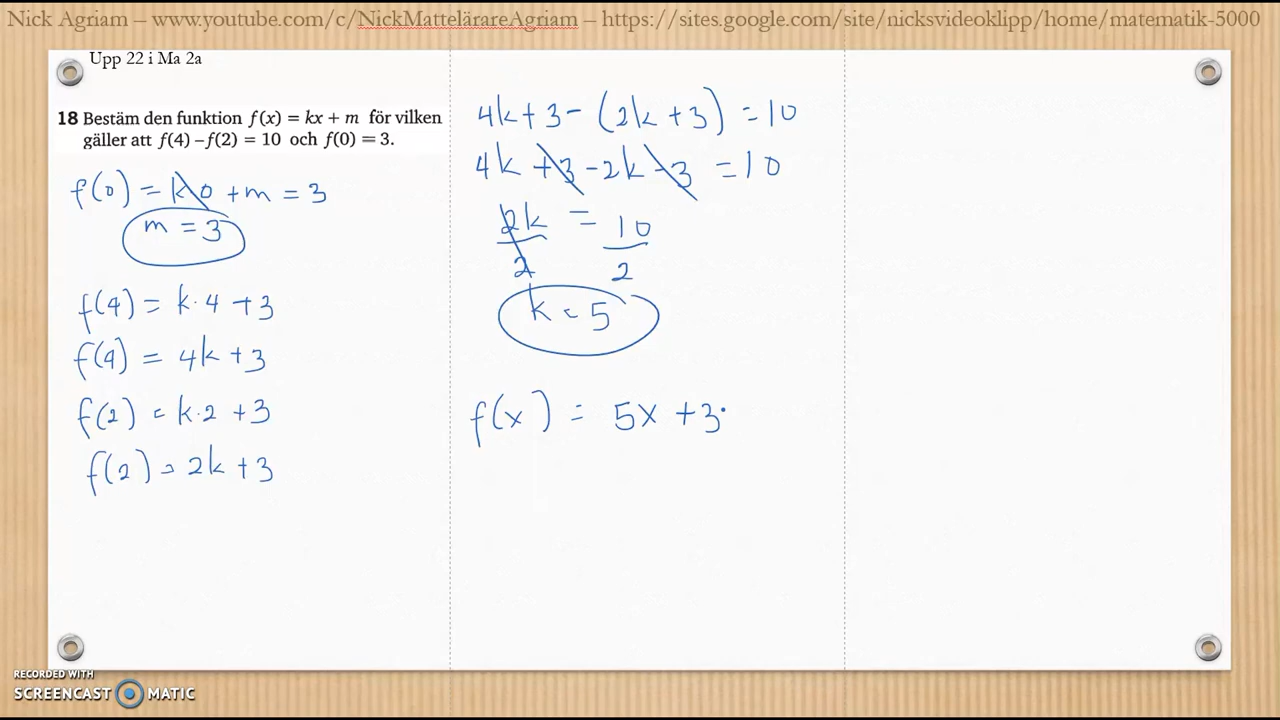 Nick Agriam – www.youtube.com/c/NickMattelärareAgriam – https://sites.google.com/site/nicksvideoklipp/home/matematik-5000
Upp 22 i Ma 2a
18 Bestäm den funktion f(x) = kx + m för vilken
gäller att f(4) – f(2) = 10 och f(0) = 3.
f(0) = k·0 + m = 3
m = 3
f(4) = k·4 + 3
f(4) = 4k + 3
f(2) = k·2 + 3
f(2) = 2k + 3
4k + 3 - (2k + 3) = 10
4k + 3 - 2k - 3 = 10
2k = 10
2 2
k = 5
f(x) = 5x + 3
RECORDED WITH
SCREENCAST MATIC